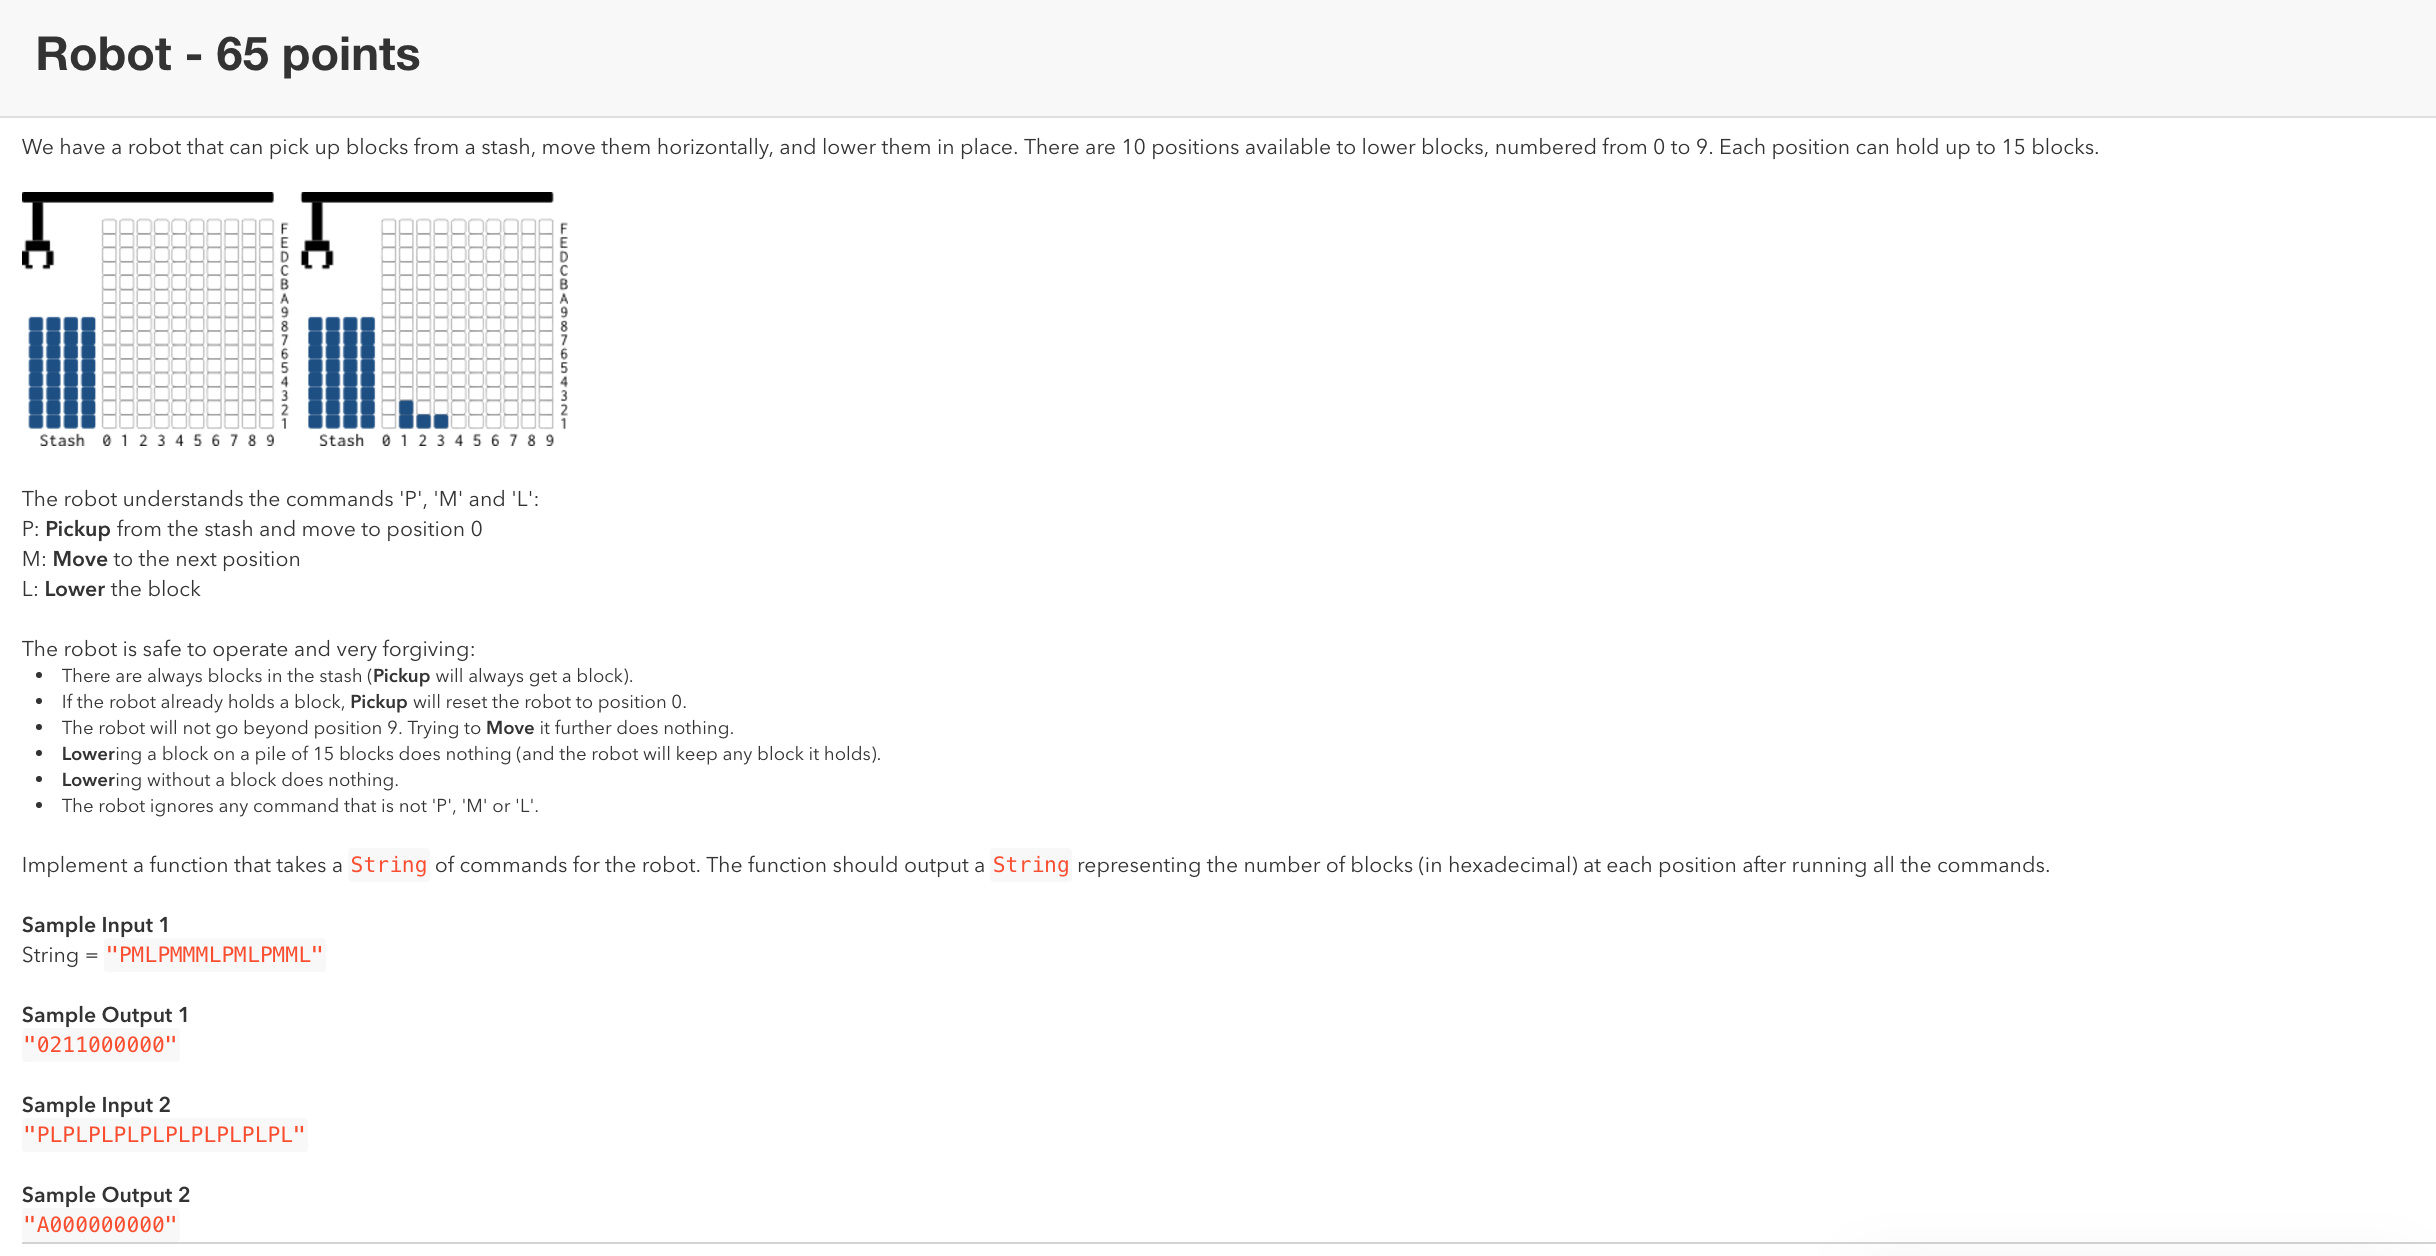 Robot - 65 points
We have a robot that can pick up blocks from a stash, move them horizontally, and lower them in place. There are 10 positions available to lower blocks, numbered from 0 to 9. Each position can hold up to 15 blocks.
F F
E E
D D
C C
B B
A A
9 9
8 8
7 7
6 6
5 5
4 4
3 3
2 2
1 1
Stash 0 1 2 3 4 5 6 7 8 9 Stash 0 1 2 3 4 5 6 7 8 9
The robot understands the commands 'P', 'M' and 'L':
P: Pickup from the stash and move to position 0
M: Move to the next position
L: Lower the block
The robot is safe to operate and very forgiving:
• There are always blocks in the stash (Pickup will always get a block).
• If the robot already holds a block, Pickup will reset the robot to position 0.
• The robot will not go beyond position 9. Trying to Move it further does nothing.
• Lowering a block on a pile of 15 blocks does nothing (and the robot will keep any block it holds).
• Lowering without a block does nothing.
• The robot ignores any command that is not 'P', 'M' or 'L'.
Implement a function that takes a String of commands for the robot. The function should output a String representing the number of blocks (in hexadecimal) at each position after running all the commands.
Sample Input 1
String = "PMLPMMMLPMLPMML"
Sample Output 1
"0211000000"
Sample Input 2
"PLPLPLPLPLPLPLPLPLPL"
Sample Output 2
"A000000000"